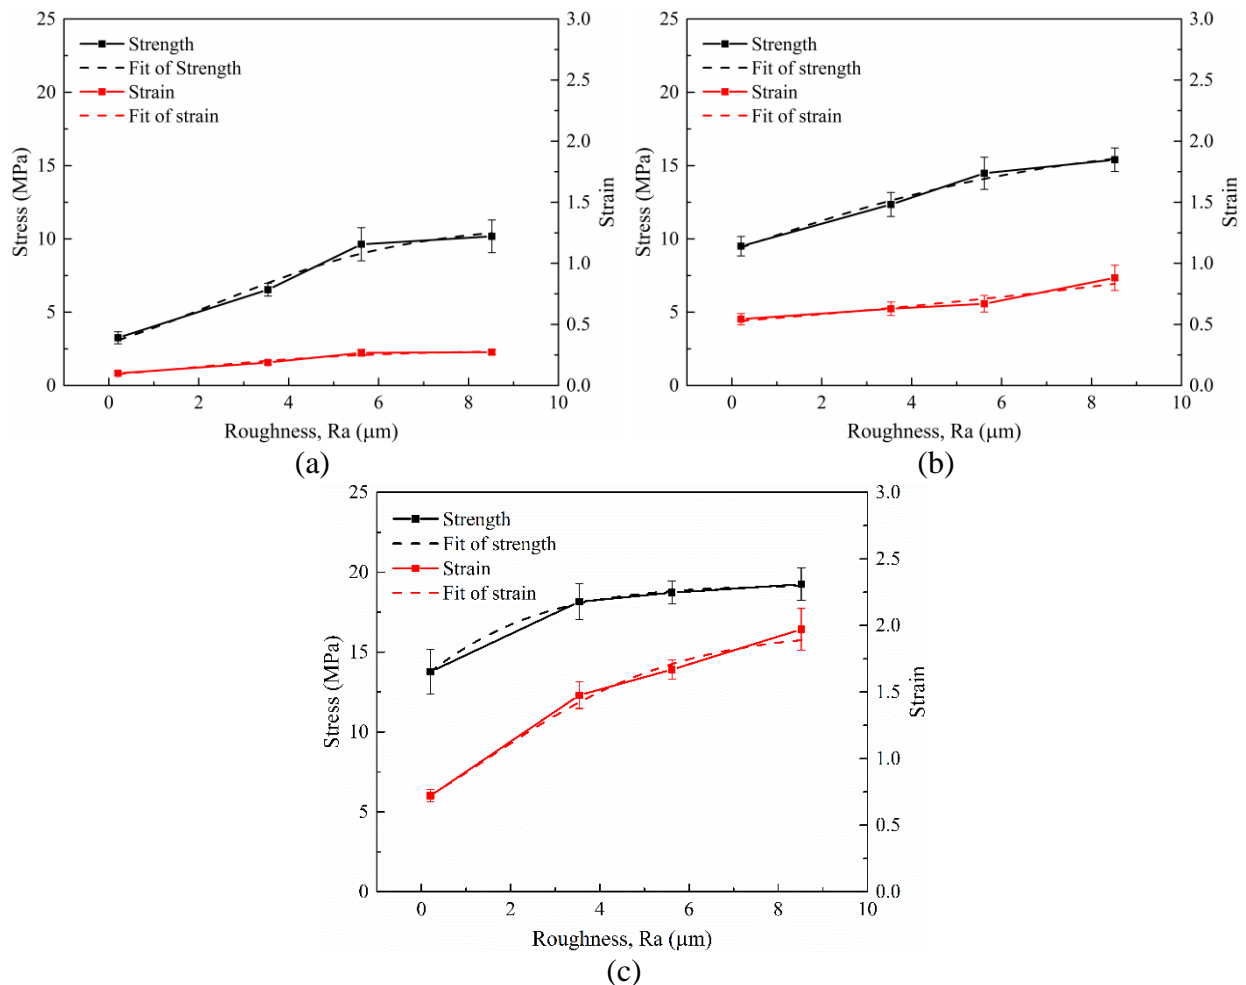 25
20
15
10
5
0
Stress (MPa)
Strength
Fit of Strength
Strain
Fit of strain
3.0
2.5
2.0
1.5
1.0
0.5
0.0
Strain
0 2 4 6 8 10
Roughness, Ra (μm)
(a)
25
20
15
10
5
0
Stress (MPa)
Strength
Fit of strength
Strain
Fit of strain
3.0
2.5
2.0
1.5
1.0
0.5
0.0
Strain
0 2 4 6 8 10
Roughness, Ra (μm)
(b)
25
20
15
10
5
0
Stress (MPa)
Strength
Fit of strength
Strain
Fit of strain
3.0
2.5
2.0
1.5
1.0
0.5
0.0
Strain
0 2 4 6 8 10
Roughness, Ra (μm)
(c)